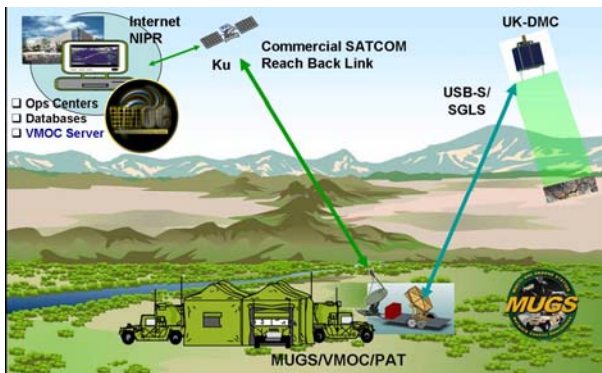 Internet
NIPR
Ku
Commercial SATCOM
Reach Back Link
UK-DMC
USB-S/
SGLS
❑ Ops Centers
❑ Databases
❑ VMOC Server
VMOC
MUGS
MUGS/VMOC/PAT